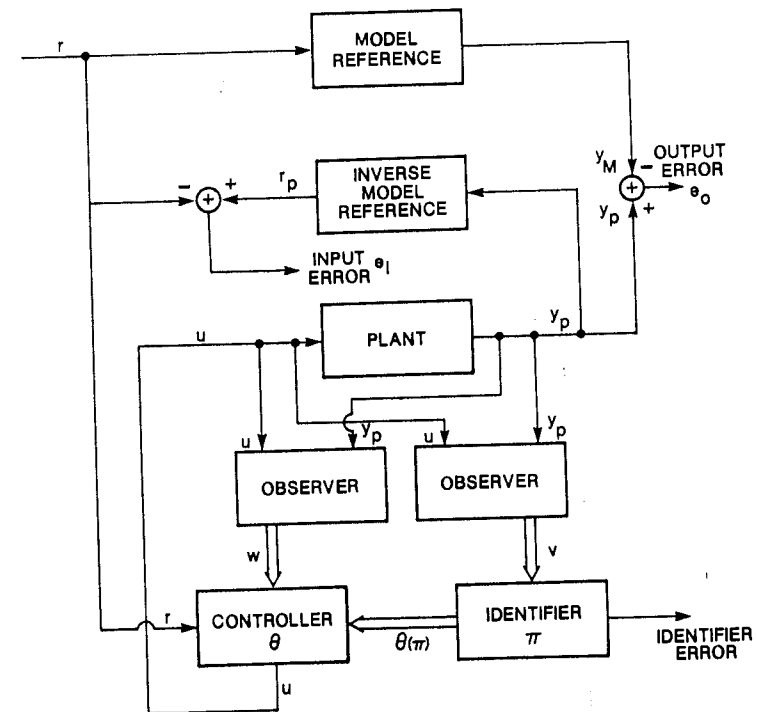 r
MODEL
REFERENCE
y_M
− OUTPUT
ERROR
e_o
+
y_p
+
−
+
+
r_p
INVERSE
MODEL
REFERENCE
INPUT
ERROR e_I
u
PLANT
y_p
u
y_p
u
y_p
OBSERVER
OBSERVER
w
v
r
CONTROLLER
θ
θ(π)
IDENTIFIER
π
IDENTIFIER
ERROR
u